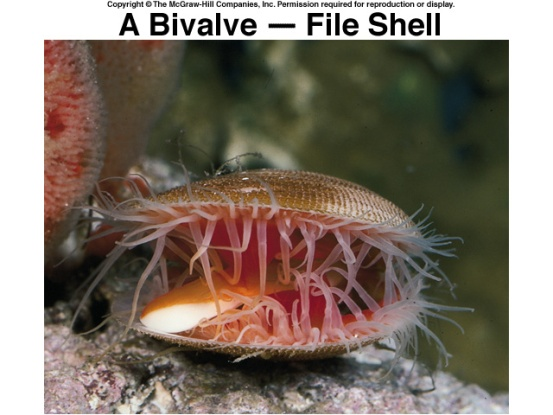 Copyright © The McGraw-Hill Companies, Inc. Permission required for reproduction or display.
A Bivalve — File Shell